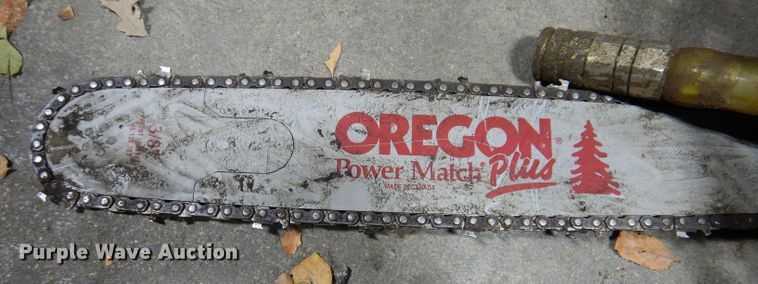 OREGON®
Power Match® Plus
MADE IN CANADA
3/8
Purple Wave Auction